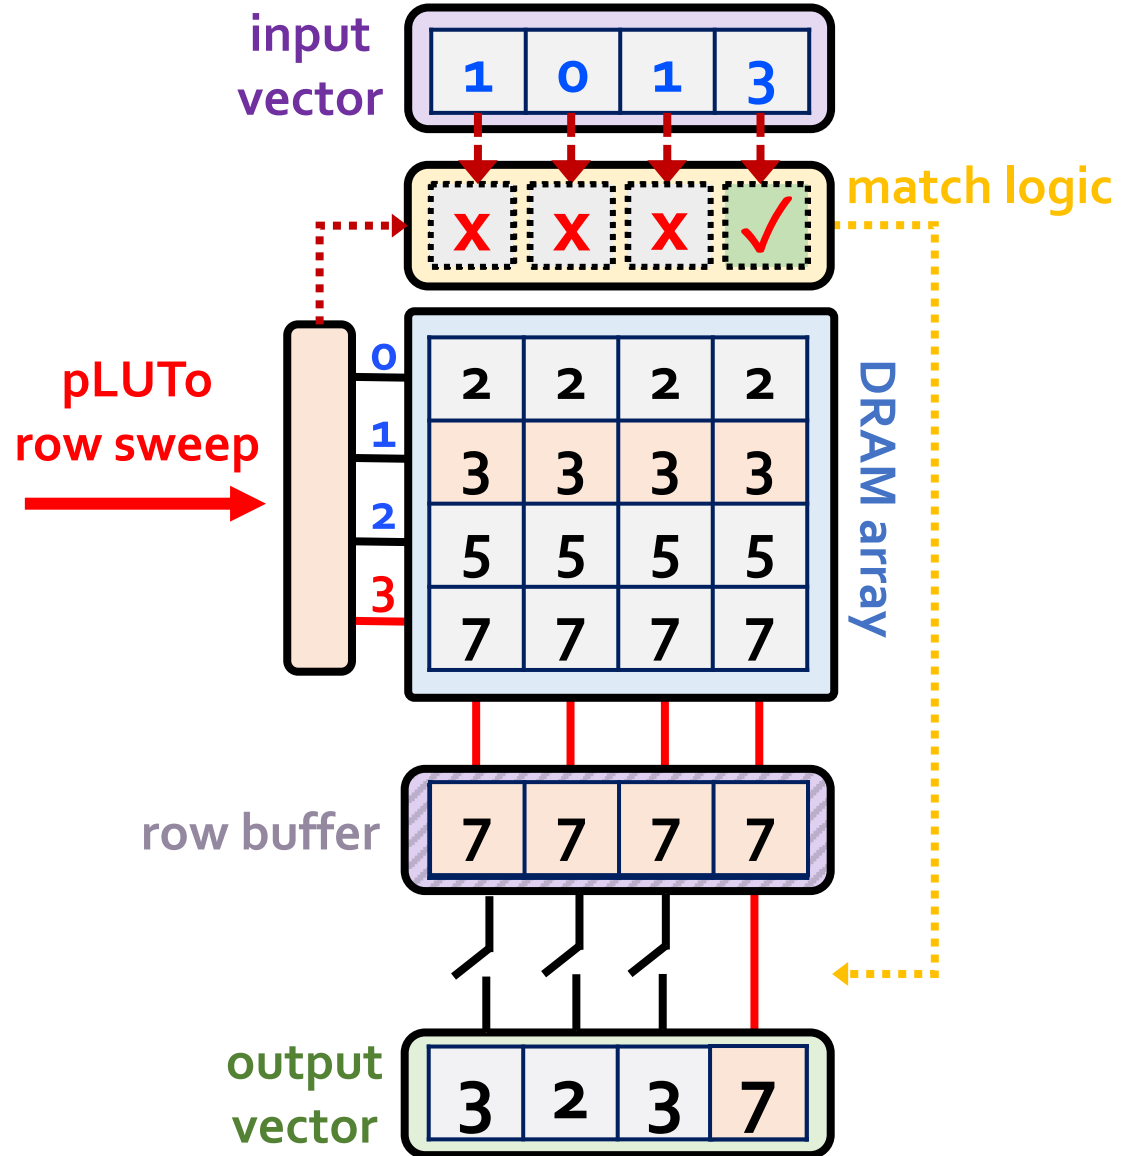 input
vector
1 0 1 3
x x x ✓
match logic
pLUTo
row sweep
0
1
2
3
2 2 2 2
3 3 3 3
5 5 5 5
7 7 7 7
DRAM array
row buffer
7 7 7 7
output
vector
3 2 3 7